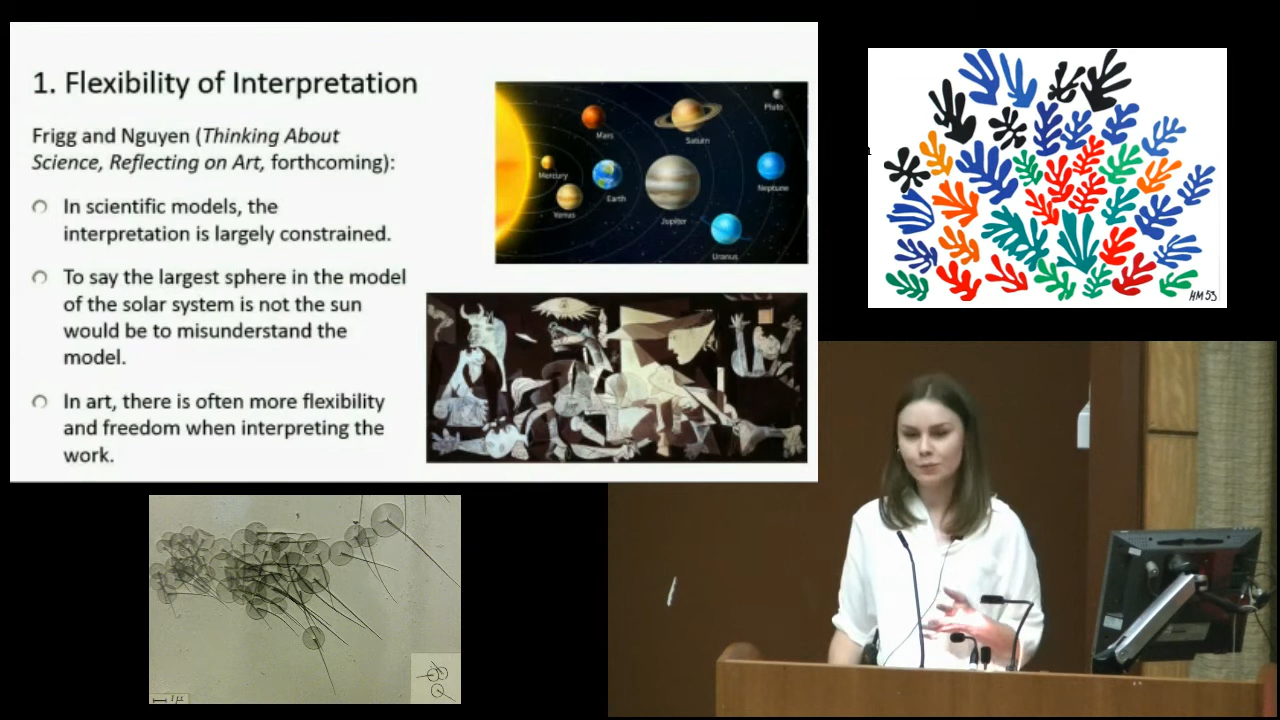 1. Flexibility of Interpretation
Frigg and Nguyen (Thinking About
Science, Reflecting on Art, forthcoming):
In scientific models, the
interpretation is largely constrained.
To say the largest sphere in the model
of the solar system is not the sun
would be to misunderstand the
model.
In art, there is often more flexibility
and freedom when interpreting the
work.
Pluto
Mars
Saturn
Mercury
Earth
Neptune
Venus
Jupiter
Uranus
HM 53
1 μ